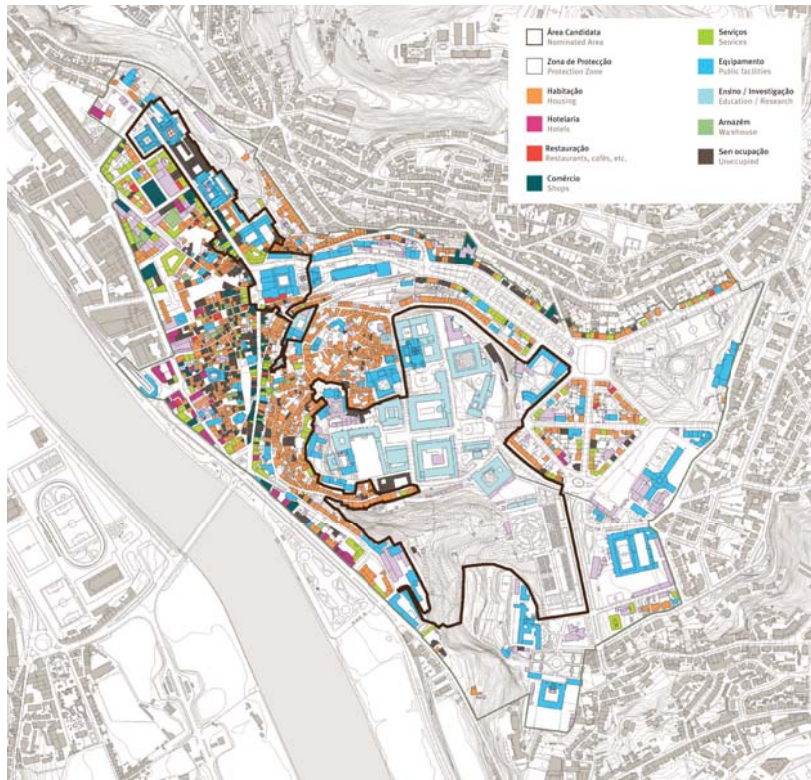 Área Candidata
Nominated Area
Zona de Protecção
Protection Zone
Habitação
Housing
Hotelaria
Hotels
Restauração
Restaurants, cafés, etc.
Comércio
Shops
Serviços
Services
Equipamento
Public facilities
Ensino / Investigação
Education / Research
Armazém
Warehouse
Sen ocupação
Unoccupied